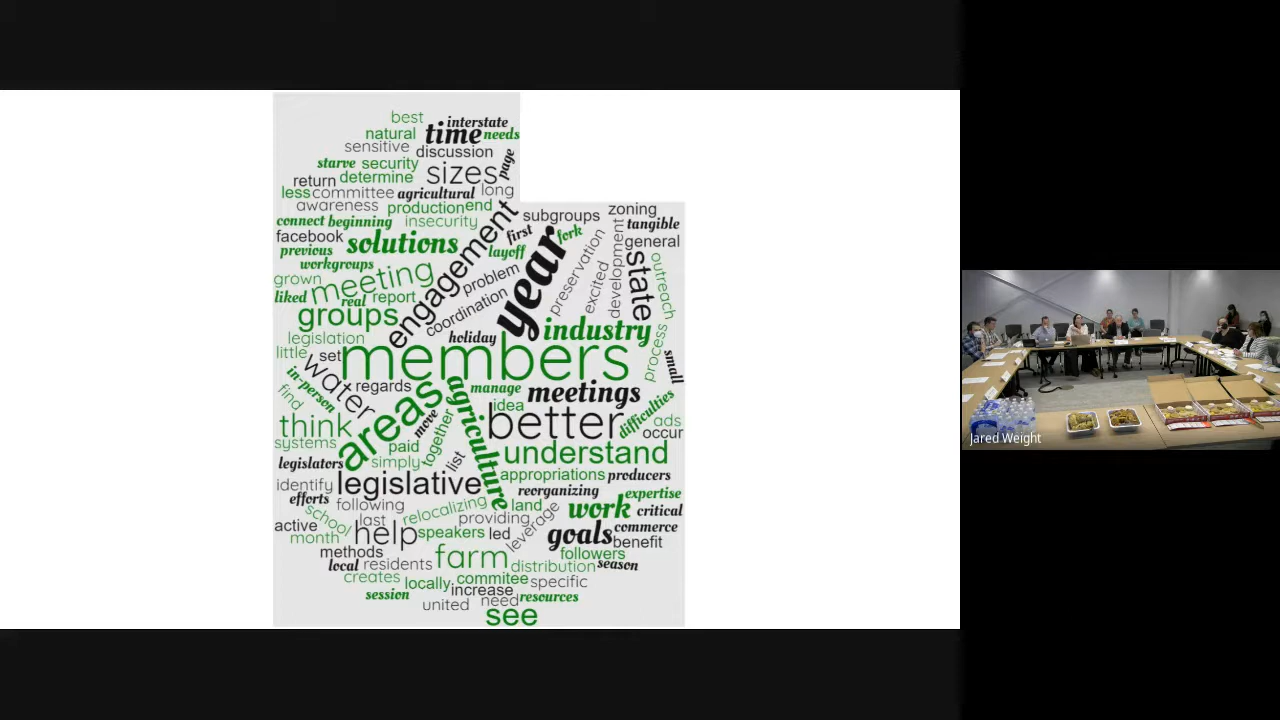 best
interstate
natural
time
needs
sensitive
discussion
page
starve
security
sizes
return
determine
less
committee
agricultural
long
awareness
production
end
connect
beginning
insecurity
engagement
subgroups
zoning
facebook
solutions
first
fork
tangible
previous
layoff
year
general
workgroups
problem
preservation
excited
development
state
outreach
grown
meeting
coordination
liked
real
report
groups
holiday
industry
process
legislation
little
set
members
small
water
in-person
regards
areas
agriculture
manage
meetings
find
idea
better
difficulties
think
move
together
ads
systems
paid
occur
legislators
simply
list
understand
identify
legislative
appropriations
producers
efforts
following
reorganizing
expertise
school
last
relocalizing
land
work
critical
active
providing
leverage
month
help
speakers
led
goals
commerce
benefit
methods
farm
followers
local
residents
distribution
season
creates
locally
commitee
specific
session
increase
united
need
resources
see
Jared Weight